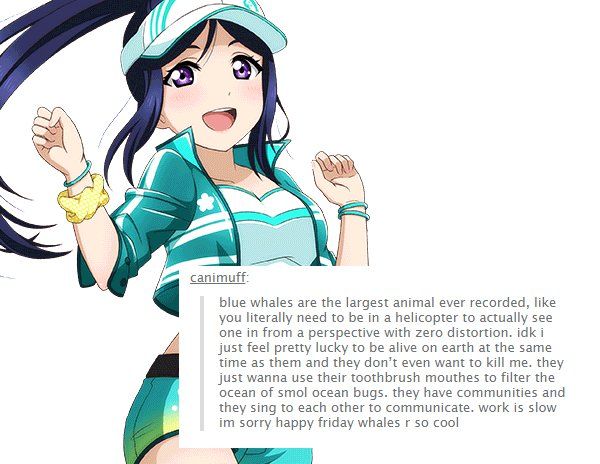 canimuff:
blue whales are the largest animal ever recorded, like
you literally need to be in a helicopter to actually see
one in from a perspective with zero distortion. idk i
just feel pretty lucky to be alive on earth at the same
time as them and they don't even want to kill me. they
just wanna use their toothbrush mouthes to filter the
ocean of smol ocean bugs. they have communities and
they sing to each other to communicate. work is slow
im sorry happy friday whales r so cool